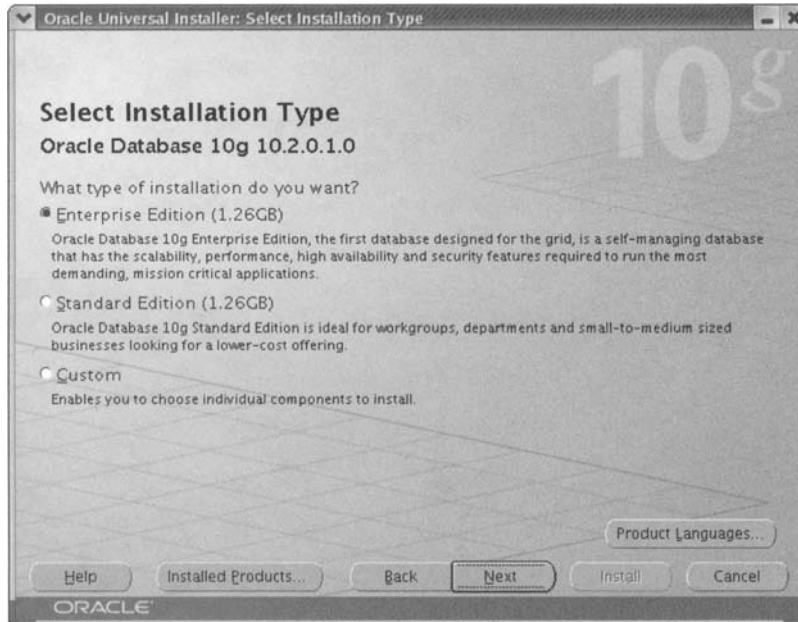 Oracle Universal Installer: Select Installation Type
10g
Select Installation Type
Oracle Database 10g 10.2.0.1.0
What type of installation do you want?
Enterprise Edition (1.26GB)
Oracle Database 10g Enterprise Edition, the first database designed for the grid, is a self-managing database
that has the scalability, performance, high availability and security features required to run the most
demanding, mission critical applications.
Standard Edition (1.26GB)
Oracle Database 10g Standard Edition is ideal for workgroups, departments and small-to-medium sized
businesses looking for a lower-cost offering.
Custom
Enables you to choose individual components to install.
Product Languages...
Help Installed Products... Back Next Install Cancel
ORACLE